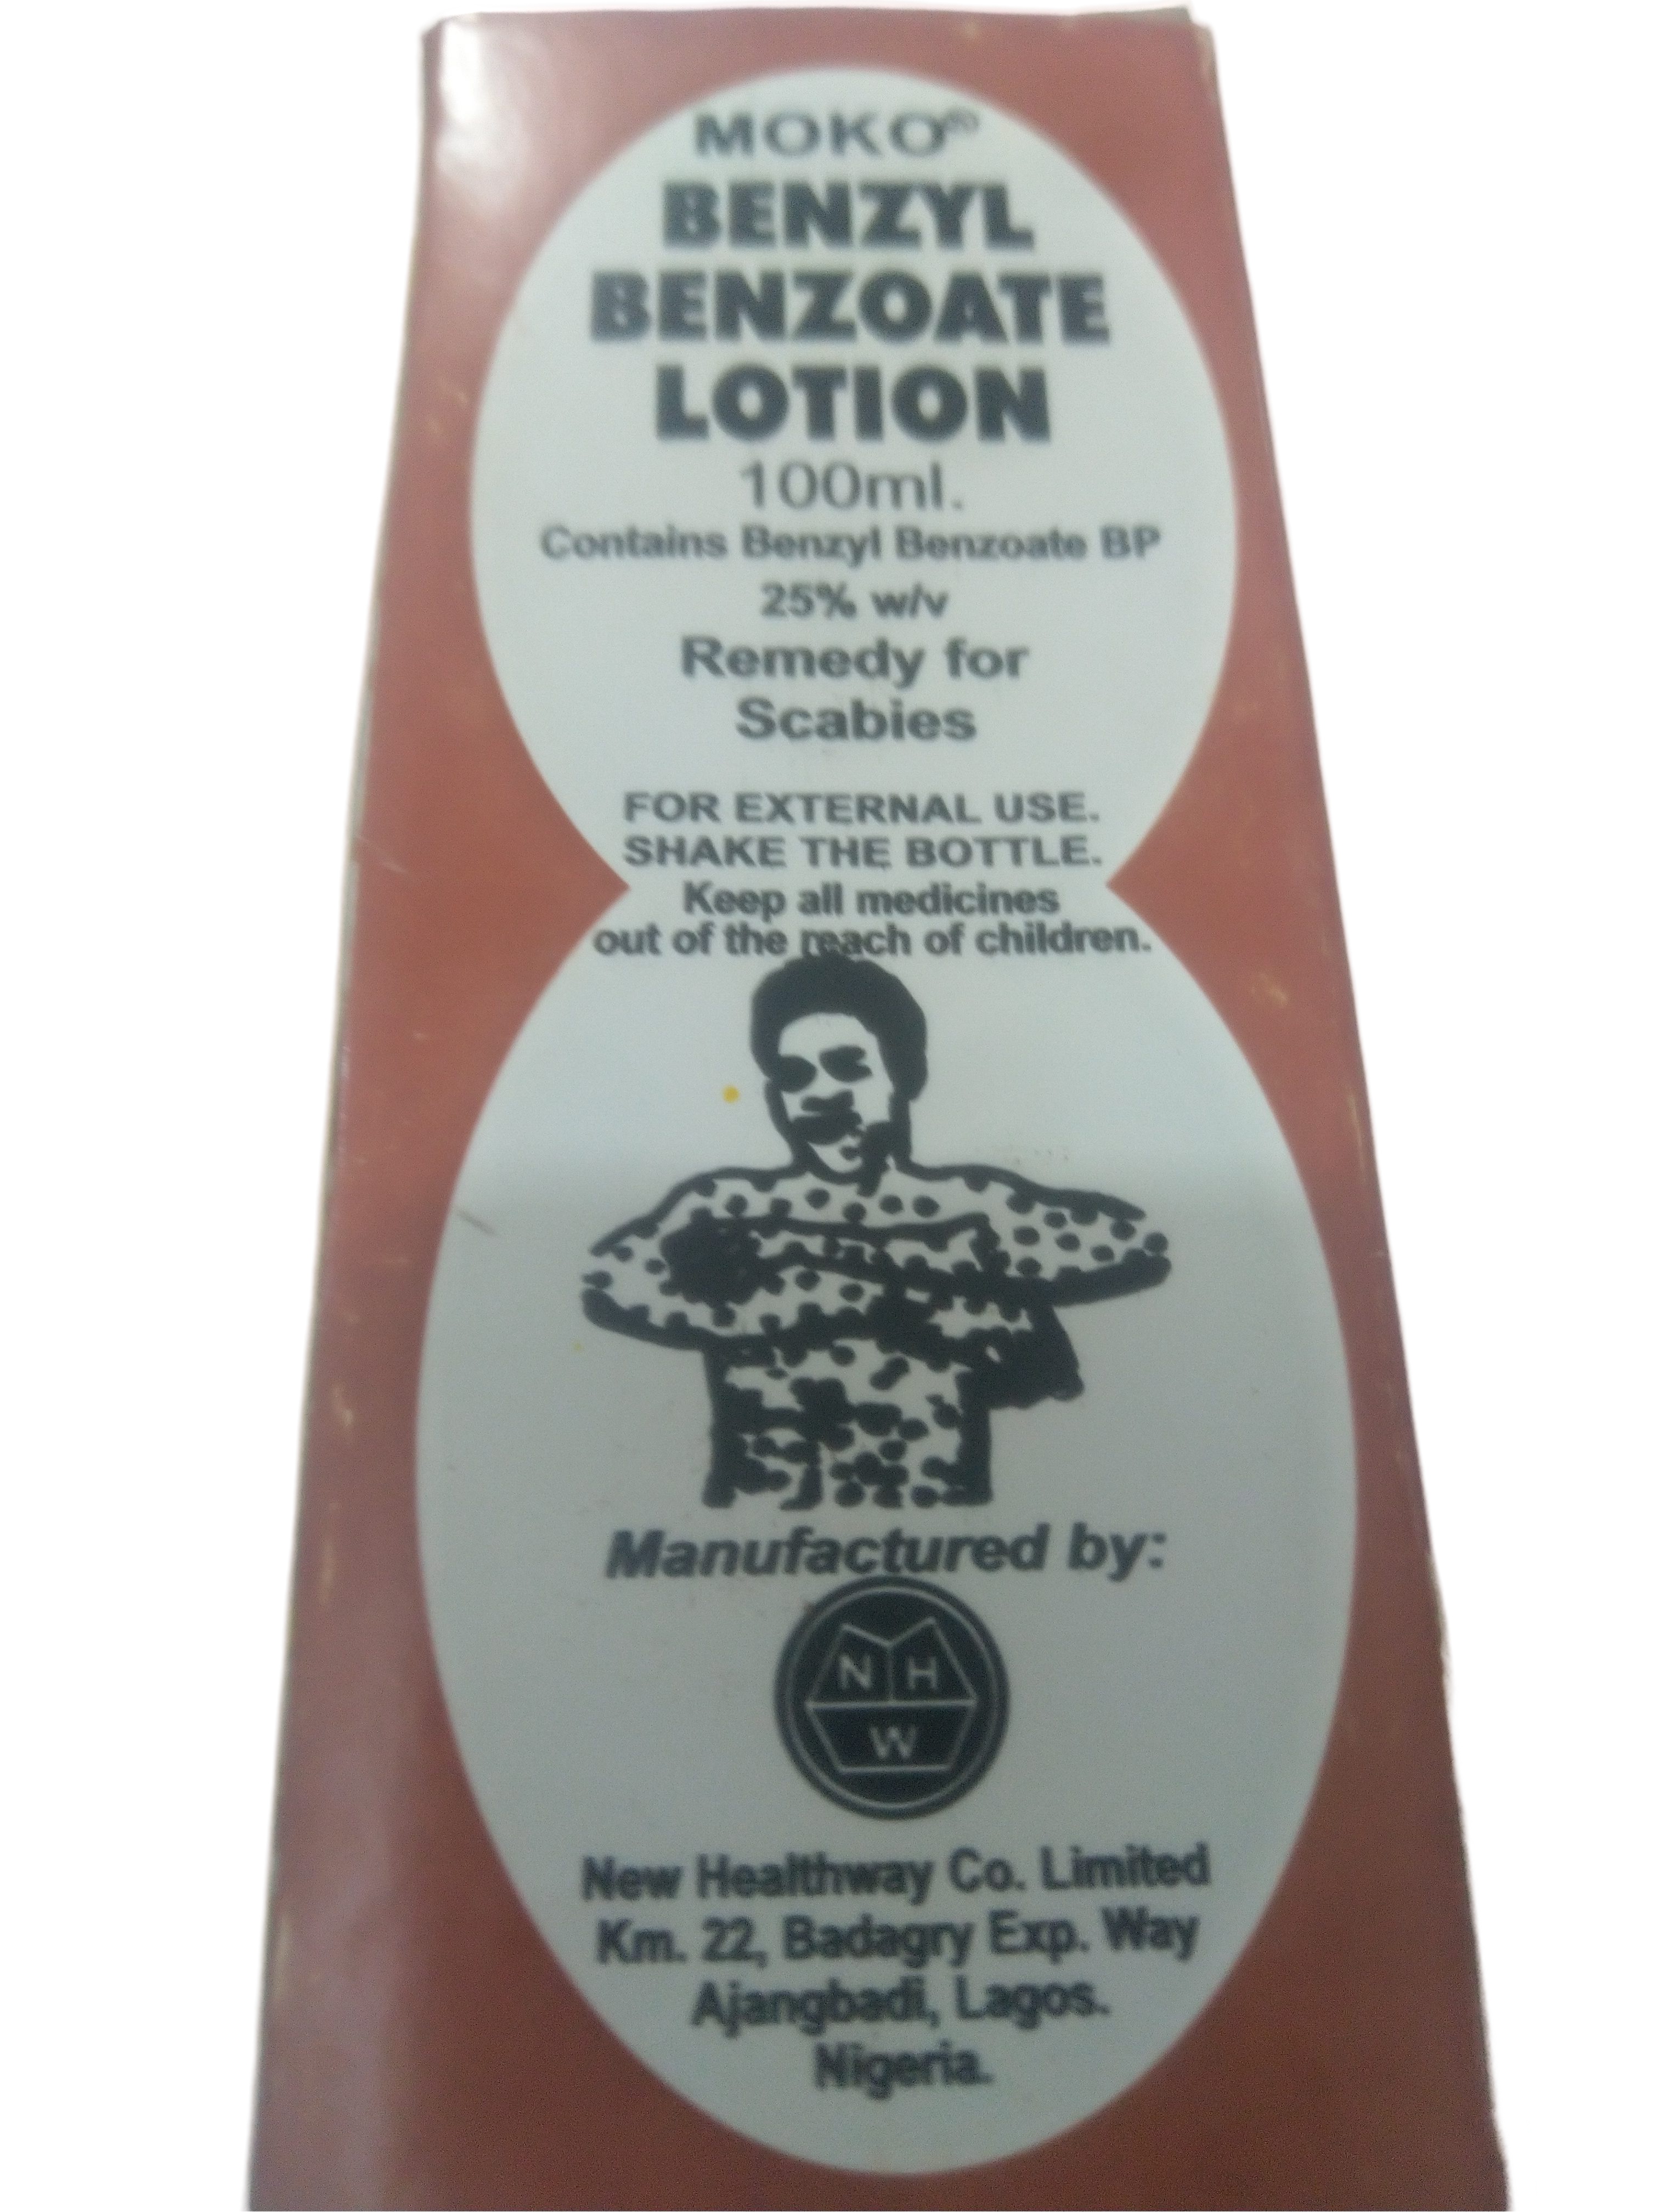 MOKO®
BENZYL
BENZOATE
LOTION
100ml.
Contains Benzyl Benzoate BP
25% w/v
Remedy for
Scabies
FOR EXTERNAL USE.
SHAKE THE BOTTLE.
Keep all medicines
out of the reach of children.
Manufactured by:
N H
W
New Healthway Co. Limited
Km. 22, Badagry Exp. Way
Ajangbadi, Lagos.
Nigeria.